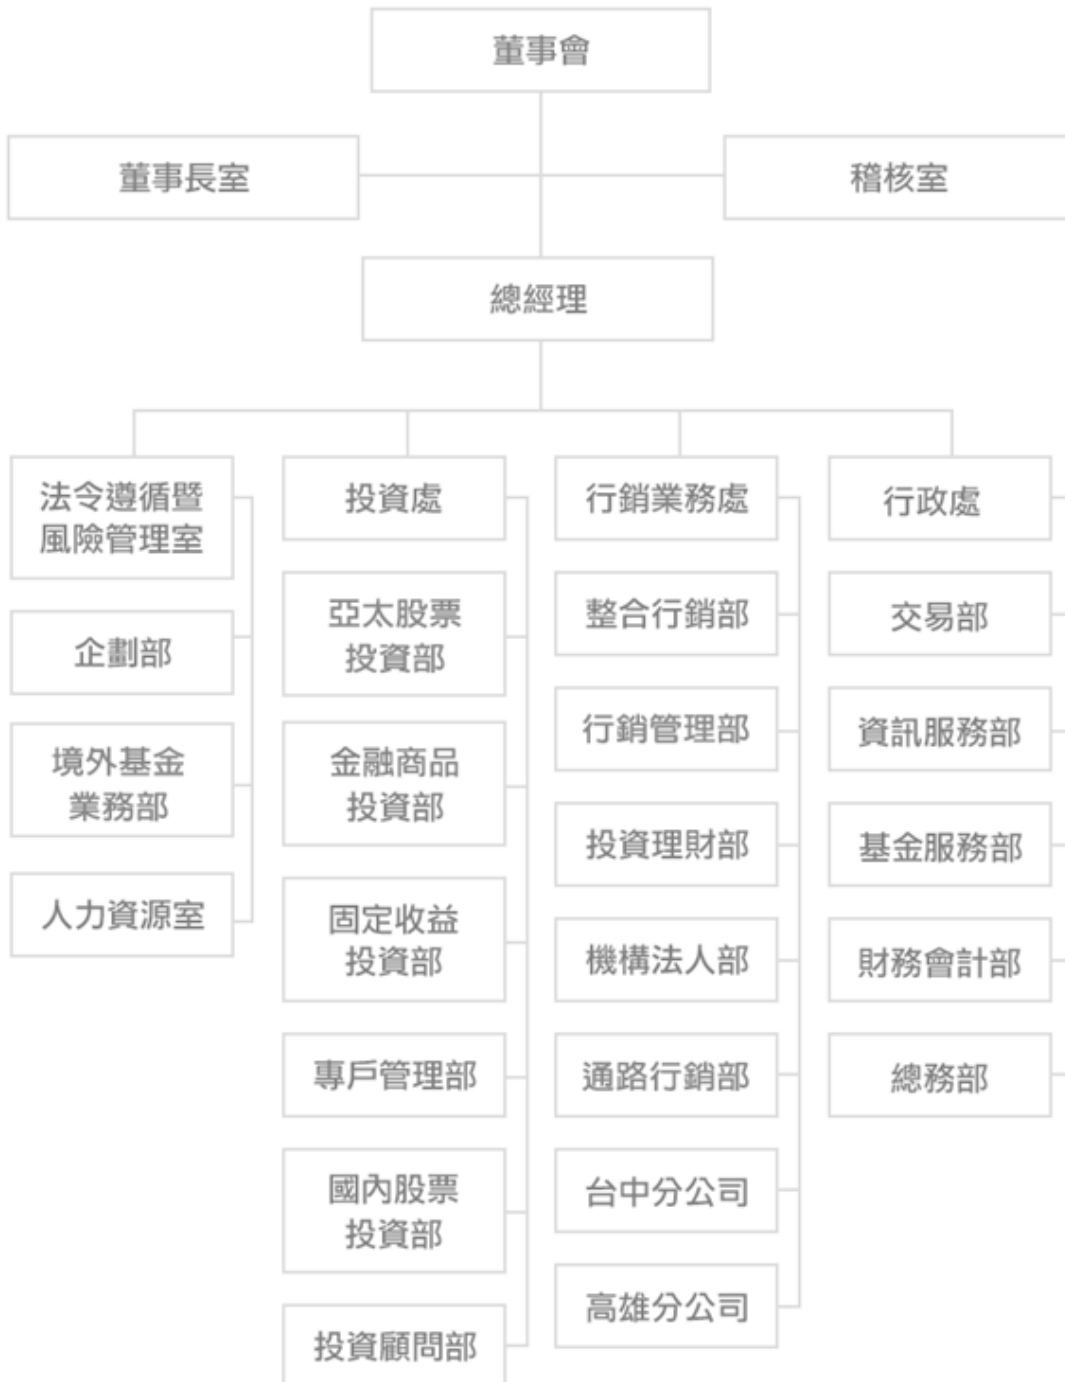 董事會
董事長室
稽核室
總經理
法令遵循暨
風險管理室
企劃部
境外基金
業務部
人力資源室
投資處
亞太股票
投資部
金融商品
投資部
固定收益
投資部
專戶管理部
國內股票
投資部
投資顧問部
行銷業務處
整合行銷部
行銷管理部
投資理財部
機構法人部
通路行銷部
台中分公司
高雄分公司
行政處
交易部
資訊服務部
基金服務部
財務會計部
總務部